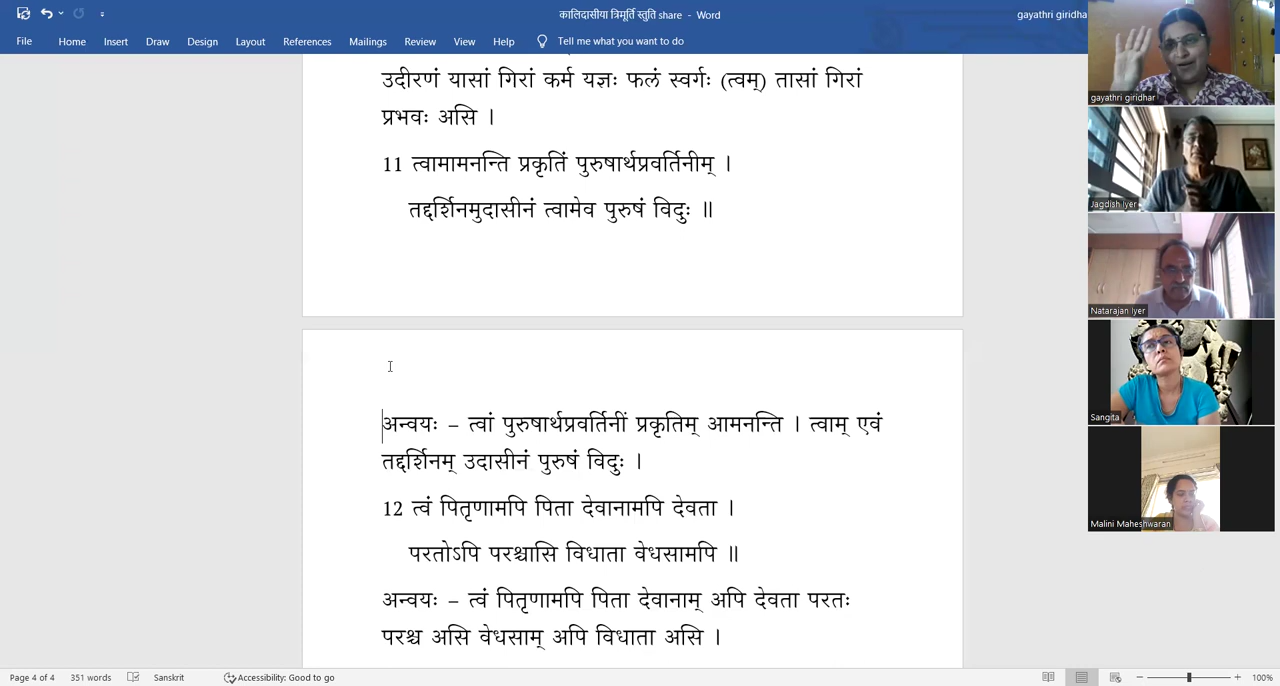 कालिदासीया त्रिमूर्ति स्तुति share - Word
gayathri giridha
File Home Insert Draw Design Layout References Mailings Review View Help Tell me what you want to do
उदीरणं यासां गिरां कर्म यज्ञः फलं स्वर्गः (त्वम्) तासां गिरां
प्रभवः असि ।
11 त्वामामनन्ति प्रकृतिं पुरुषार्थप्रवर्तिनीम् ।
तद्दर्शिनमुदासीनं त्वामेव पुरुषं विदुः ॥
अन्वयः – त्वां पुरुषार्थप्रवर्तिनीं प्रकृतिम् आमनन्ति । त्वाम् एवं
तद्दर्शिनम् उदासीनं पुरुषं विदुः ।
12 त्वं पितृणामपि पिता देवानामपि देवता ।
परतोऽपि परश्चासि विधाता वेधसामपि ॥
अन्वयः – त्वं पितृणामपि पिता देवानाम् अपि देवता परतः
परश्च असि वेधसाम् अपि विधाता असि ।
gayathri giridhar
Jagdish Iyer
Natarajan Iyer
Sangita
Malini Maheshwaran
Page 4 of 4 351 words Sanskrit Accessibility: Good to go 100%